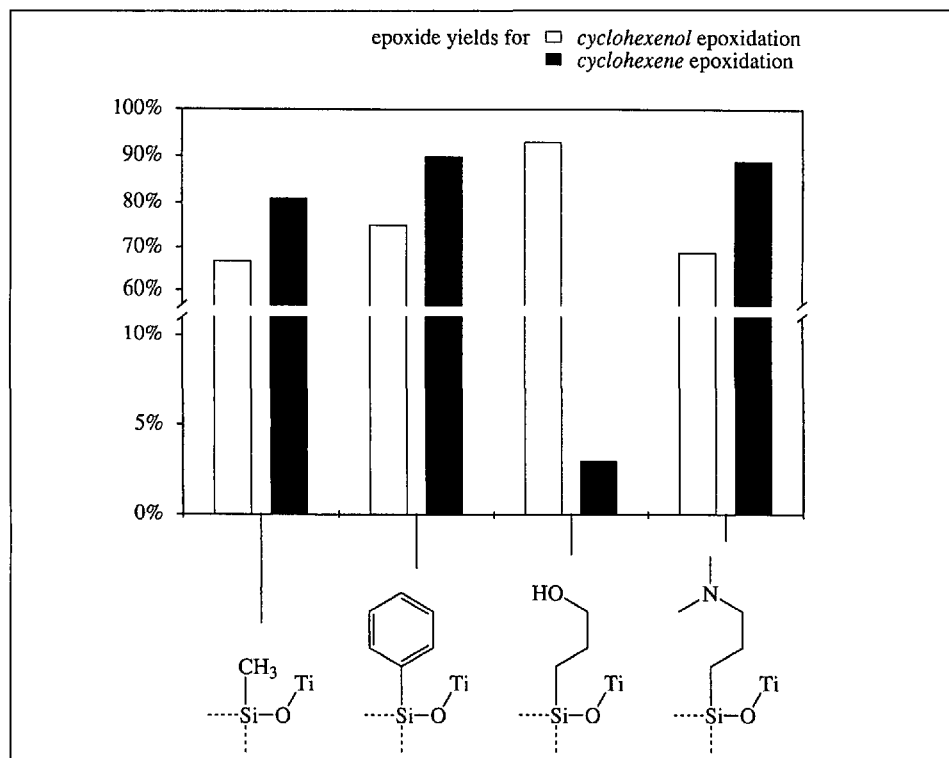 epoxide yields for □ cyclohexenol epoxidation
■ cyclohexene epoxidation
100%
90%
80%
70%
60%
10%
5%
0%
HO
N
CH3
Ti
Ti
Ti
Ti
Si-O
Si-O
Si-O
Si-O